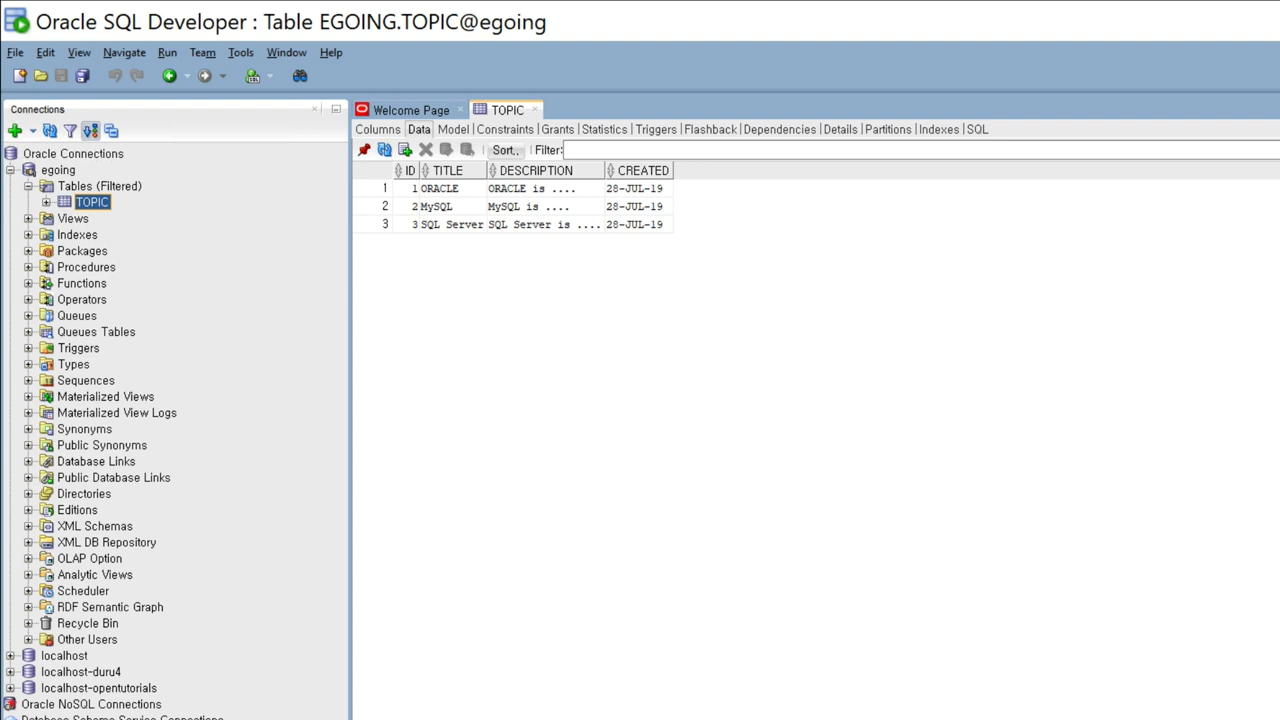 Oracle SQL Developer : Table EGOING.TOPIC@egoing
File Edit View Navigate Run Team Tools Window Help
Connections
Oracle Connections
egoing
Tables (Filtered)
TOPIC
Views
Indexes
Packages
Procedures
Functions
Operators
Queues
Queues Tables
Triggers
Types
Sequences
Materialized Views
Materialized View Logs
Synonyms
Public Synonyms
Database Links
Public Database Links
Directories
Editions
XML Schemas
XML DB Repository
OLAP Option
Analytic Views
Scheduler
RDF Semantic Graph
Recycle Bin
Other Users
localhost
localhost-duru4
localhost-opentutorials
Oracle NoSQL Connections
Database Schema Service Connections
Welcome Page TOPIC
Columns Data Model Constraints Grants Statistics Triggers Flashback Dependencies Details Partitions Indexes SQL
Sort.. Filter:
ID TITLE DESCRIPTION CREATED
1 1 ORACLE ORACLE is .... 28-JUL-19
2 2 MySQL MySQL is .... 28-JUL-19
3 3 SQL Server SQL Server is .... 28-JUL-19